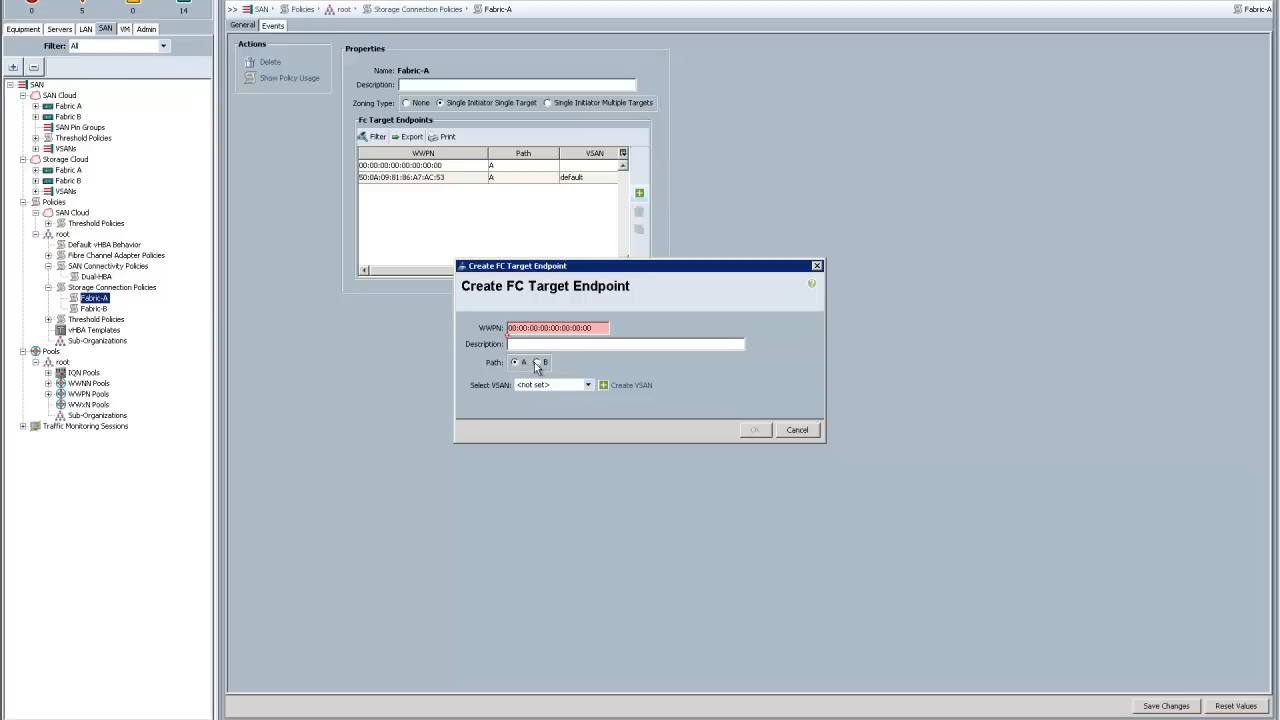 0 5 0 14
>> SAN › Policies › root › Storage Connection Policies › Fabric-A
Fabric-A
Equipment Servers LAN SAN VM Admin
General Events
Filter: All
SAN
SAN Cloud
Fabric A
Fabric B
SAN Pin Groups
Threshold Policies
VSANs
Storage Cloud
Fabric A
Fabric B
VSANs
Policies
SAN Cloud
Threshold Policies
root
Default vHBA Behavior
Fibre Channel Adapter Policies
SAN Connectivity Policies
Dual-HBA
Storage Connection Policies
Fabric-A
Fabric-B
Threshold Policies
vHBA Templates
Sub-Organizations
Pools
root
IQN Pools
WWNN Pools
WWPN Pools
WWxN Pools
Sub-Organizations
Traffic Monitoring Sessions
Actions
Delete
Show Policy Usage
Properties
Name: Fabric-A
Description:
Zoning Type: None Single Initiator Single Target Single Initiator Multiple Targets
Fc Target Endpoints
Filter Export Print
WWPN Path VSAN
00:00:00:00:00:00:00:00 A
50:0A:09:81:86:A7:AC:53 A default
Create FC Target Endpoint
Create FC Target Endpoint
WWPN: 00:00:00:00:00:00:00:00
Description:
Path: A B
Select VSAN: <not set> Create VSAN
OK Cancel
Save Changes Reset Values